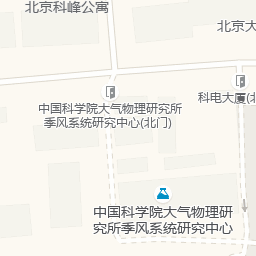 北京科峰公寓
北京大
科电大厦(北
中国科学院大气物理研究所
季风系统研究中心(北门)
中国科学院大气物理研
究所季风系统研究中心